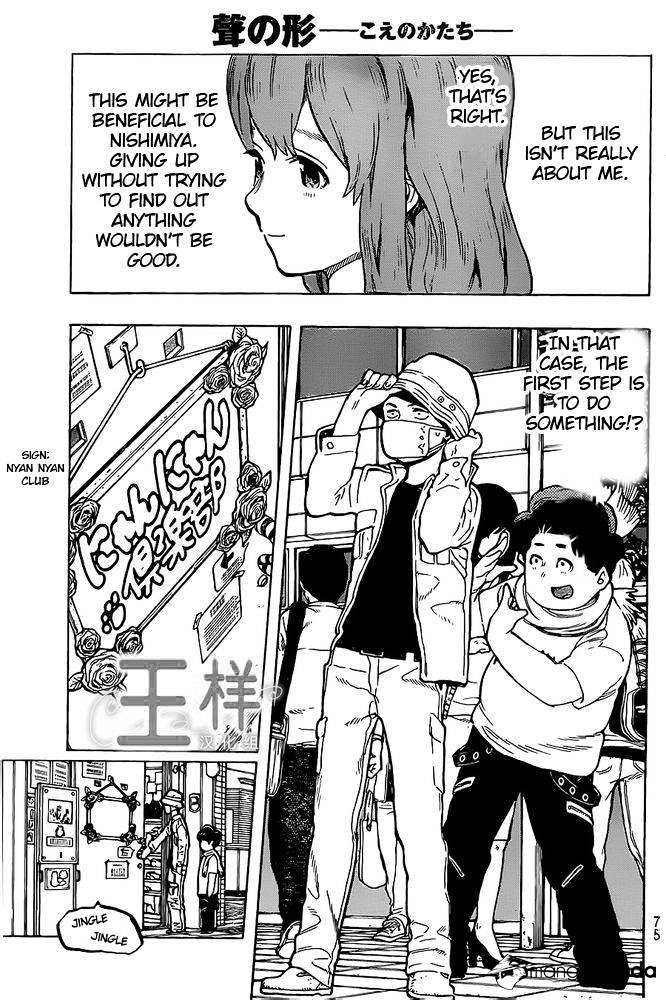 聲の形──こえのかたち──
YES,
THAT'S
RIGHT.
BUT THIS
ISN'T REALLY
ABOUT ME.
THIS MIGHT BE
BENEFICIAL TO
NISHIMIYA.
GIVING UP
WITHOUT TRYING
TO FIND OUT
ANYTHING
WOULDN'T BE
GOOD.
IN THAT
CASE, THE
FIRST STEP IS
TO DO
SOMETHING!?
SIGN:
NYAN NYAN
CLUB
にゃんにゃん
倶楽部
王样
汉化组
JINGLE
JINGLE
75